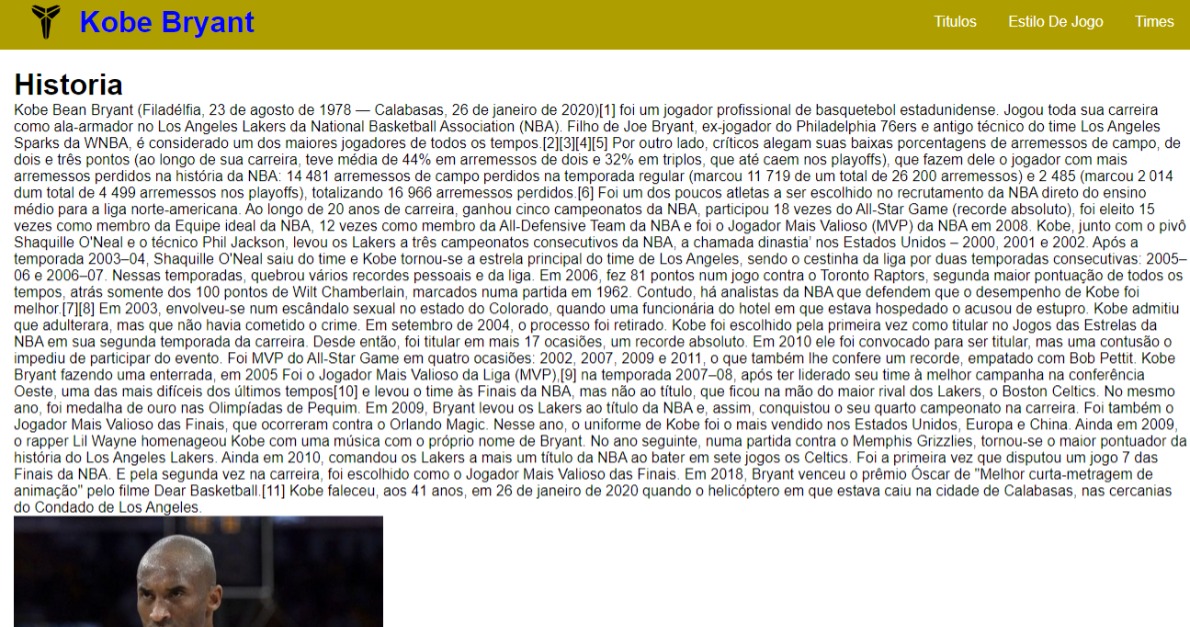 Kobe Bryant
Titulos
Estilo De Jogo
Times
Historia
Kobe Bean Bryant (Filadélfia, 23 de agosto de 1978 — Calabasas, 26 de janeiro de 2020)[1] foi um jogador profissional de basquetebol estadunidense. Jogou toda sua carreira
como ala-armador no Los Angeles Lakers da National Basketball Association (NBA). Filho de Joe Bryant, ex-jogador do Philadelphia 76ers e antigo técnico do time Los Angeles
Sparks da WNBA, é considerado um dos maiores jogadores de todos os tempos.[2][3][4][5] Por outro lado, críticos alegam suas baixas porcentagens de arremessos de campo, de
dois e três pontos (ao longo de sua carreira, teve média de 44% em arremessos de dois e 32% em triplos, que até caem nos playoffs), que fazem dele o jogador com mais
arremessos perdidos na história da NBA: 14 481 arremessos de campo perdidos na temporada regular (marcou 11 719 de um total de 26 200 arremessos) e 2 485 (marcou 2 014
dum total de 4 499 arremessos nos playoffs), totalizando 16 966 arremessos perdidos.[6] Foi um dos poucos atletas a ser escolhido no recrutamento da NBA direto do ensino
médio para a liga norte-americana. Ao longo de 20 anos de carreira, ganhou cinco campeonatos da NBA, participou 18 vezes do All-Star Game (recorde absoluto), foi eleito 15
vezes como membro da Equipe ideal da NBA, 12 vezes como membro da All-Defensive Team da NBA e foi o Jogador Mais Valioso (MVP) da NBA em 2008. Kobe, junto com o pivô
Shaquille O'Neal e o técnico Phil Jackson, levou os Lakers a três campeonatos consecutivos da NBA, a chamada dinastia' nos Estados Unidos – 2000, 2001 e 2002. Após a
temporada 2003–04, Shaquille O'Neal saiu do time e Kobe tornou-se a estrela principal do time de Los Angeles, sendo o cestinha da liga por duas temporadas consecutivas: 2005–
06 e 2006–07. Nessas temporadas, quebrou vários recordes pessoais e da liga. Em 2006, fez 81 pontos num jogo contra o Toronto Raptors, segunda maior pontuação de todos os
tempos, atrás somente dos 100 pontos de Wilt Chamberlain, marcados numa partida em 1962. Contudo, há analistas da NBA que defendem que o desempenho de Kobe foi
melhor.[7][8] Em 2003, envolveu-se num escândalo sexual no estado do Colorado, quando uma funcionária do hotel em que estava hospedado o acusou de estupro. Kobe admitiu
que adulterara, mas que não havia cometido o crime. Em setembro de 2004, o processo foi retirado. Kobe foi escolhido pela primeira vez como titular no Jogos das Estrelas da
NBA em sua segunda temporada da carreira. Desde então, foi titular em mais 17 ocasiões, um recorde absoluto. Em 2010 ele foi convocado para ser titular, mas uma contusão o
impediu de participar do evento. Foi MVP do All-Star Game em quatro ocasiões: 2002, 2007, 2009 e 2011, o que também lhe confere um recorde, empatado com Bob Pettit. Kobe
Bryant fazendo uma enterrada, em 2005 Foi o Jogador Mais Valioso da Liga (MVP),[9] na temporada 2007–08, após ter liderado seu time à melhor campanha na conferência
Oeste, uma das mais difíceis dos últimos tempos[10] e levou o time às Finais da NBA, mas não ao título, que ficou na mão do maior rival dos Lakers, o Boston Celtics. No mesmo
ano, foi medalha de ouro nas Olimpíadas de Pequim. Em 2009, Bryant levou os Lakers ao título da NBA e, assim, conquistou o seu quarto campeonato na carreira. Foi também o
Jogador Mais Valioso das Finais, que ocorreram contra o Orlando Magic. Nesse ano, o uniforme de Kobe foi o mais vendido nos Estados Unidos, Europa e China. Ainda em 2009,
o rapper Lil Wayne homenageou Kobe com uma música com o próprio nome de Bryant. No ano seguinte, numa partida contra o Memphis Grizzlies, tornou-se o maior pontuador da
história do Los Angeles Lakers. Ainda em 2010, comandou os Lakers a mais um título da NBA ao bater em sete jogos os Celtics. Foi a primeira vez que disputou um jogo 7 das
Finais da NBA. E pela segunda vez na carreira, foi escolhido como o Jogador Mais Valioso das Finais. Em 2018, Bryant venceu o prêmio Óscar de "Melhor curta-metragem de
animação" pelo filme Dear Basketball.[11] Kobe faleceu, aos 41 anos, em 26 de janeiro de 2020 quando o helicóptero em que estava caiu na cidade de Calabasas, nas cercanias
do Condado de Los Angeles.